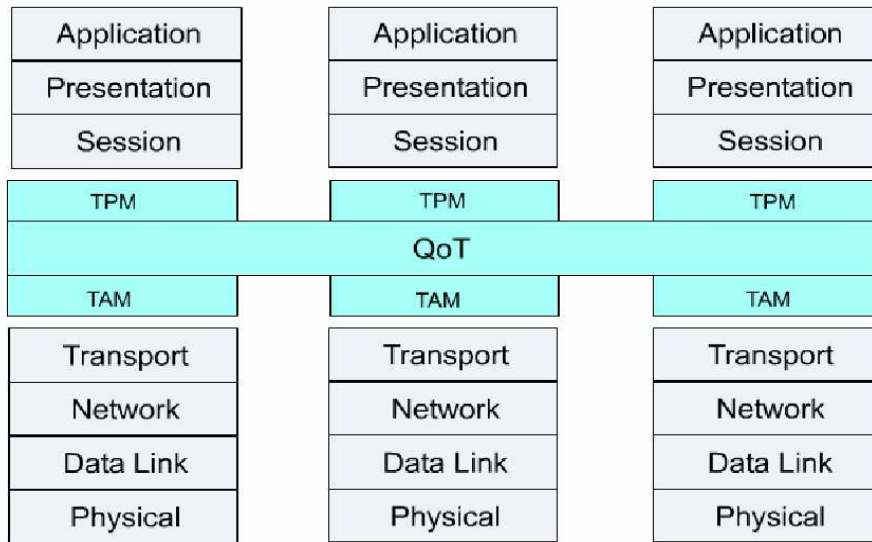 Application Application Application
Presentation Presentation Presentation
Session Session Session
TPM TPM TPM
QoT
TAM TAM TAM
Transport Transport Transport
Network Network Network
Data Link Data Link Data Link
Physical Physical Physical